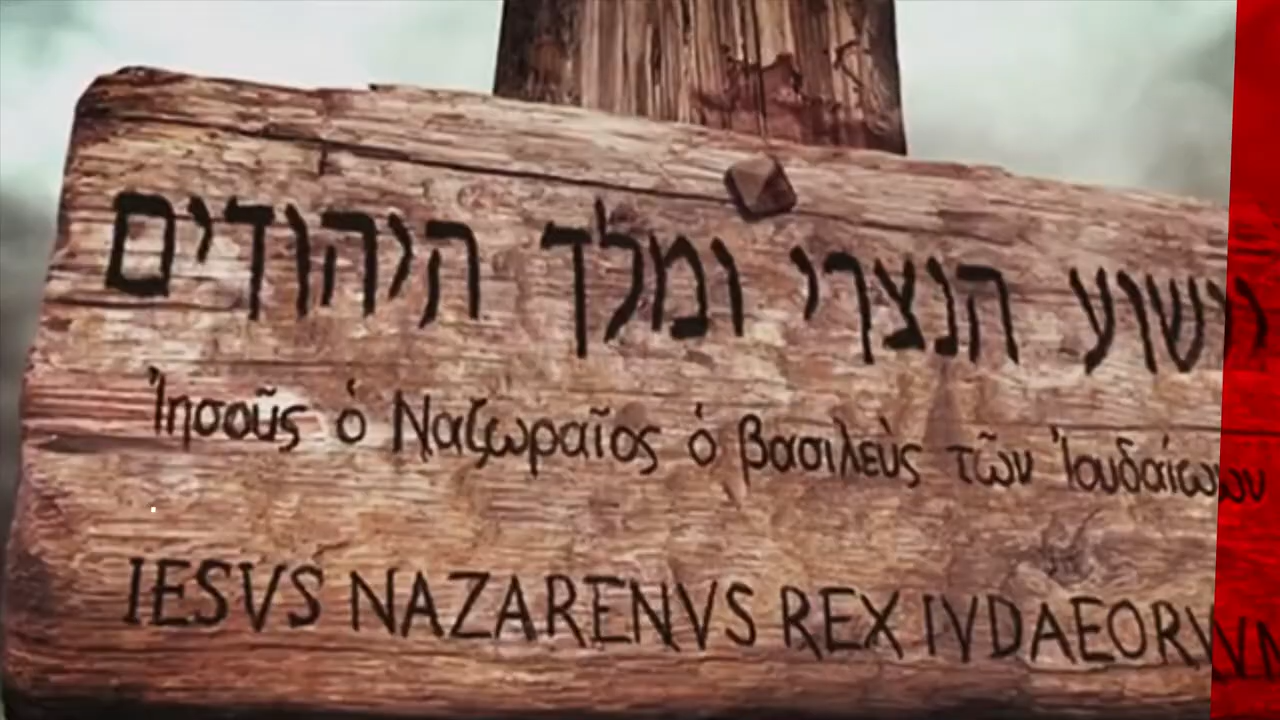 ישוע הנצרי ומלך היהודים
Ἰησοῦς ὁ Ναζωραῖος ὁ βασιλεὺς τῶν Ἰουδαίων
IESVS NAZARENVS REX IVDAEORVM